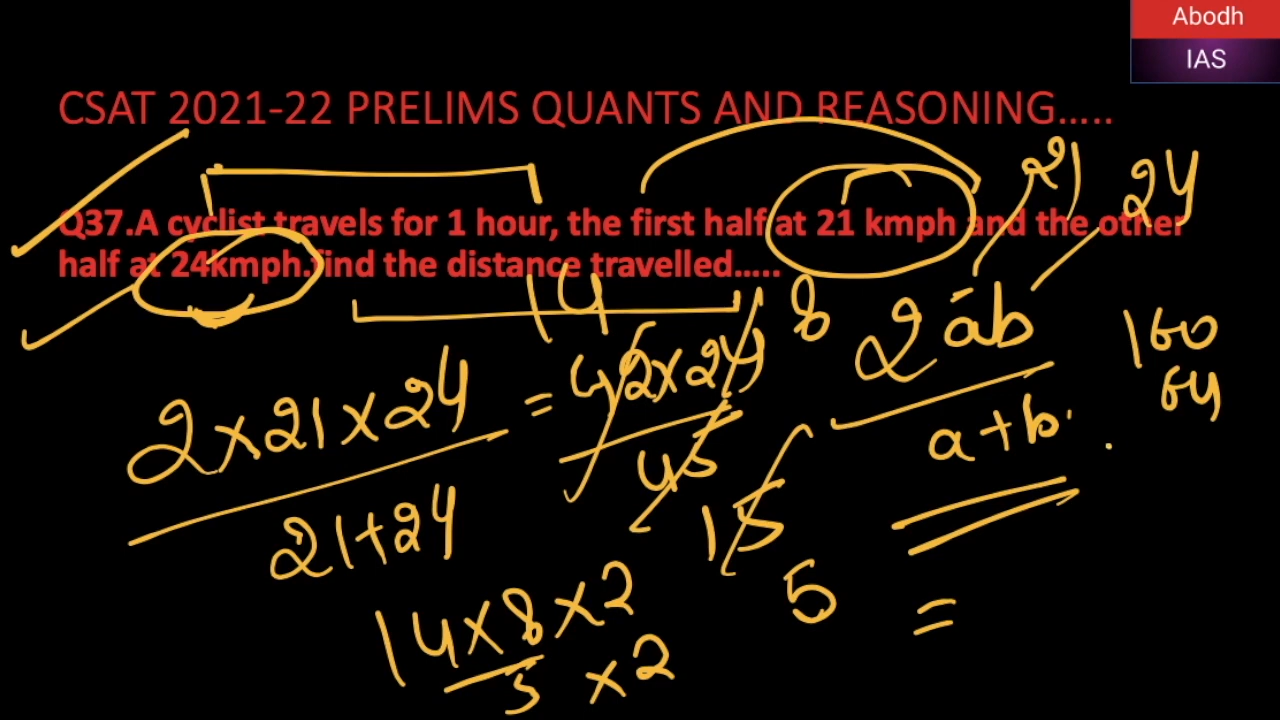 Abodh
IAS
CSAT 2021-22 PRELIMS QUANTS AND REASONING.....
21
24
Q37.A cyclist travels for 1 hour, the first half at 21 kmph and the other
half at 24kmph.find the distance travelled.....
14
8
2ab
160
64
2×21×24 = 42×24
a+b.
45
21+24
15
5 =
14×8×2
5 ×2